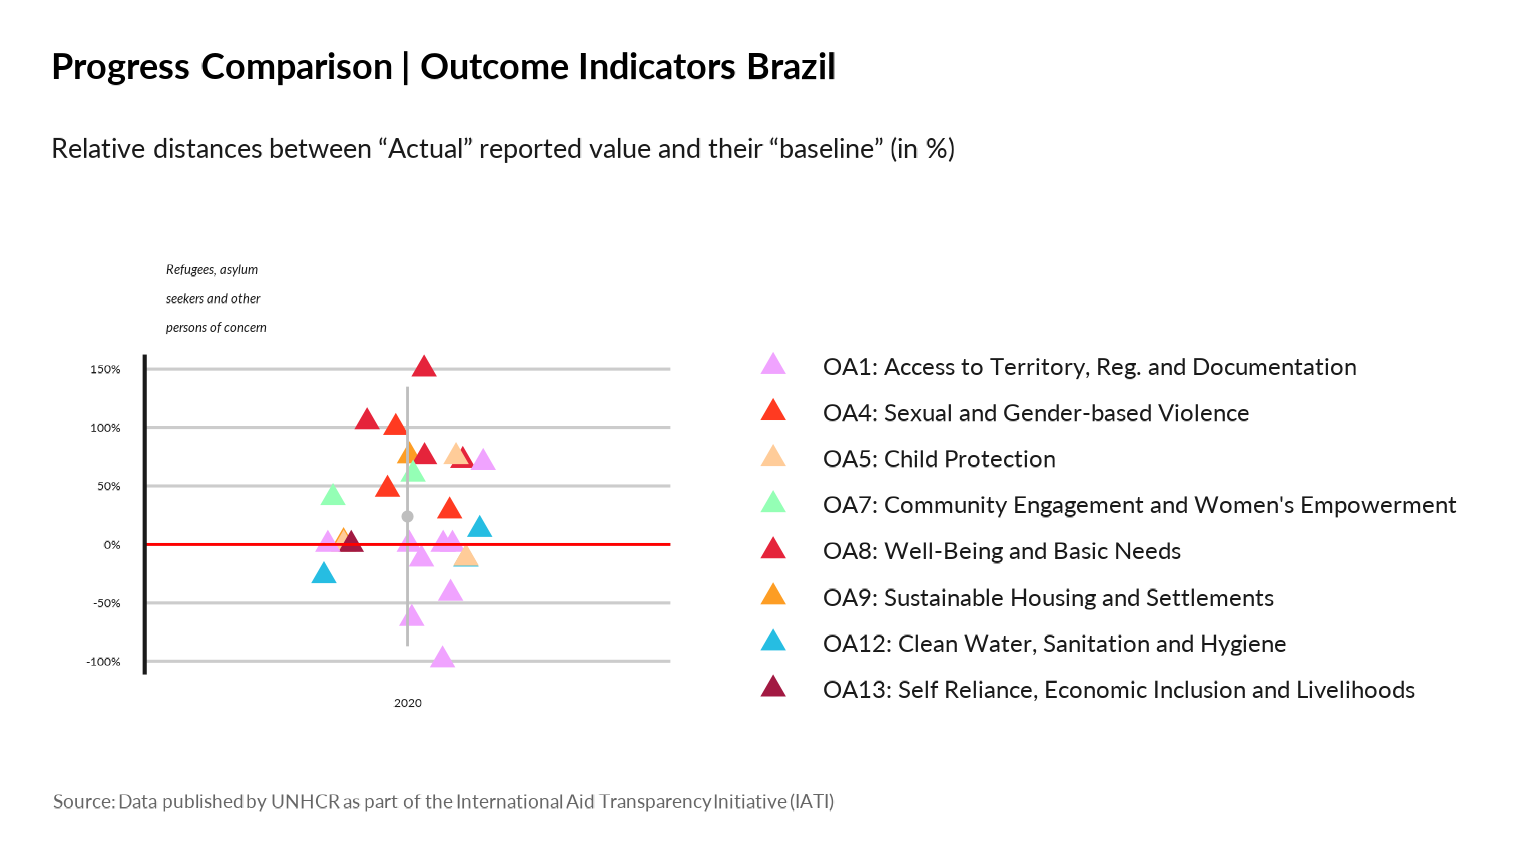 Progress Comparison | Outcome Indicators Brazil
Relative distances between “Actual” reported value and their “baseline” (in %)
Refugees, asylum
seekers and other
persons of concern
150%
100%
50%
0%
-50%
-100%
2020
OA1: Access to Territory, Reg. and Documentation
OA4: Sexual and Gender-based Violence
OA5: Child Protection
OA7: Community Engagement and Women's Empowerment
OA8: Well-Being and Basic Needs
OA9: Sustainable Housing and Settlements
OA12: Clean Water, Sanitation and Hygiene
OA13: Self Reliance, Economic Inclusion and Livelihoods
Source: Data published by UNHCR as part of the International Aid Transparency Initiative (IATI)